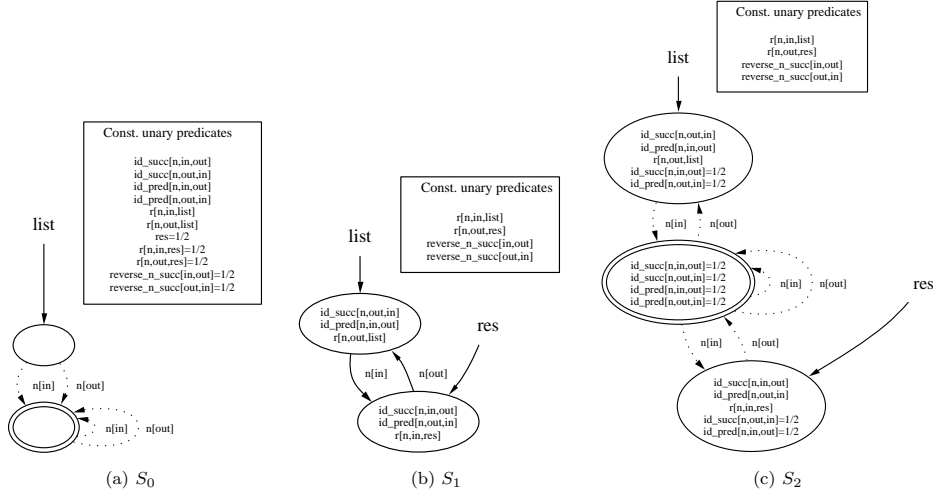 Const. unary predicates
id_succ[n,in,out]
id_succ[n,out,in]
id_pred[n,in,out]
id_pred[n,out,in]
r[n,in,list]
r[n,out,list]
res=1/2
r[n,in,res]=1/2
r[n,out,res]=1/2
reverse_n_succ[in,out]=1/2
reverse_n_succ[out,in]=1/2
list
n[in]
n[out]
n[in]
n[out]
(a) S0
Const. unary predicates
r[n,in,list]
r[n,out,res]
reverse_n_succ[in,out]
reverse_n_succ[out,in]
list
id_succ[n,out,in]
id_pred[n,in,out]
r[n,out,list]
res
n[in]
n[out]
id_succ[n,in,out]
id_pred[n,out,in]
r[n,in,res]
(b) S1
Const. unary predicates
r[n,in,list]
r[n,out,res]
reverse_n_succ[in,out]
reverse_n_succ[out,in]
list
id_succ[n,out,in]
id_pred[n,in,out]
r[n,out,list]
id_succ[n,in,out]=1/2
id_pred[n,out,in]=1/2
n[in]
n[out]
id_succ[n,in,out]=1/2
id_succ[n,out,in]=1/2
id_pred[n,in,out]=1/2
id_pred[n,out,in]=1/2
n[in]
n[out]
res
n[in]
n[out]
id_succ[n,in,out]
id_pred[n,out,in]
r[n,in,res]
id_succ[n,out,in]=1/2
id_pred[n,in,out]=1/2
(c) S2